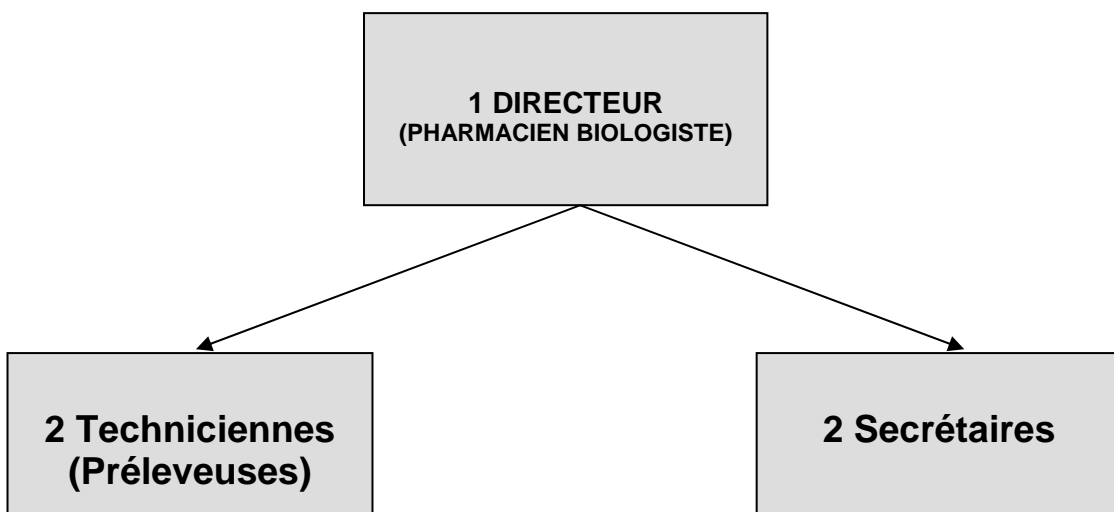 1 DIRECTEUR
(PHARMACIEN BIOLOGISTE)
2 Techniciennes
(Préleveuses)
2 Secrétaires